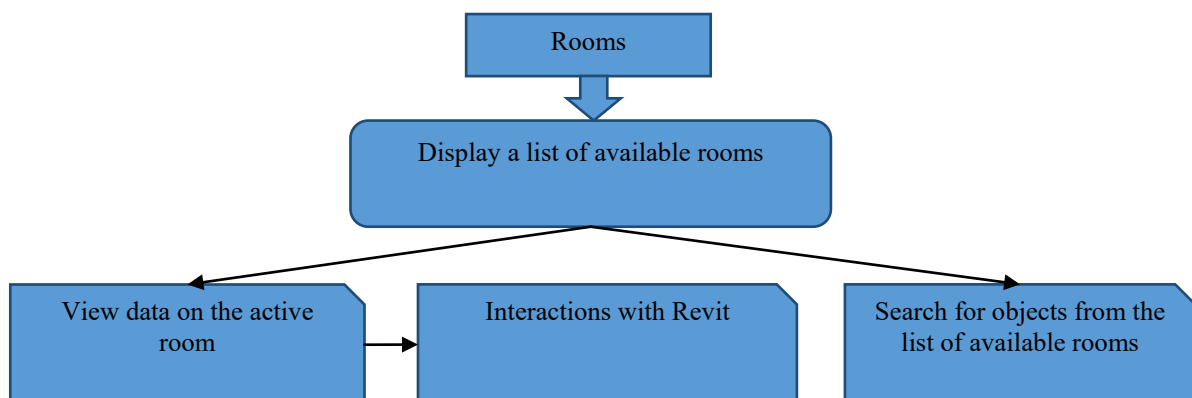 Rooms
Display a list of available rooms
View data on the active
room
Interactions with Revit
Search for objects from the
list of available rooms